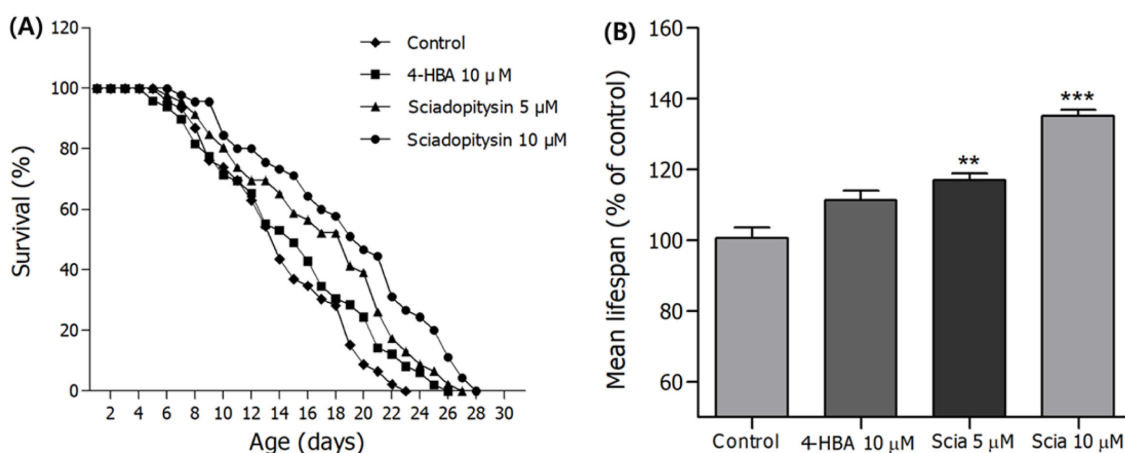 (A)
120
100
80
60
40
20
0
Survival (%)
2 4 6 8 10 12 14 16 18 20 22 24 26 28 30
Age (days)
Control
4-HBA 10 μ M
Sciadopitysin 5 μM
Sciadopitysin 10 μM
(B)
160
140
120
100
80
60
Mean lifespan (% of control)
**
***
Control 4-HBA 10 μM Scia 5 μM Scia 10 μM